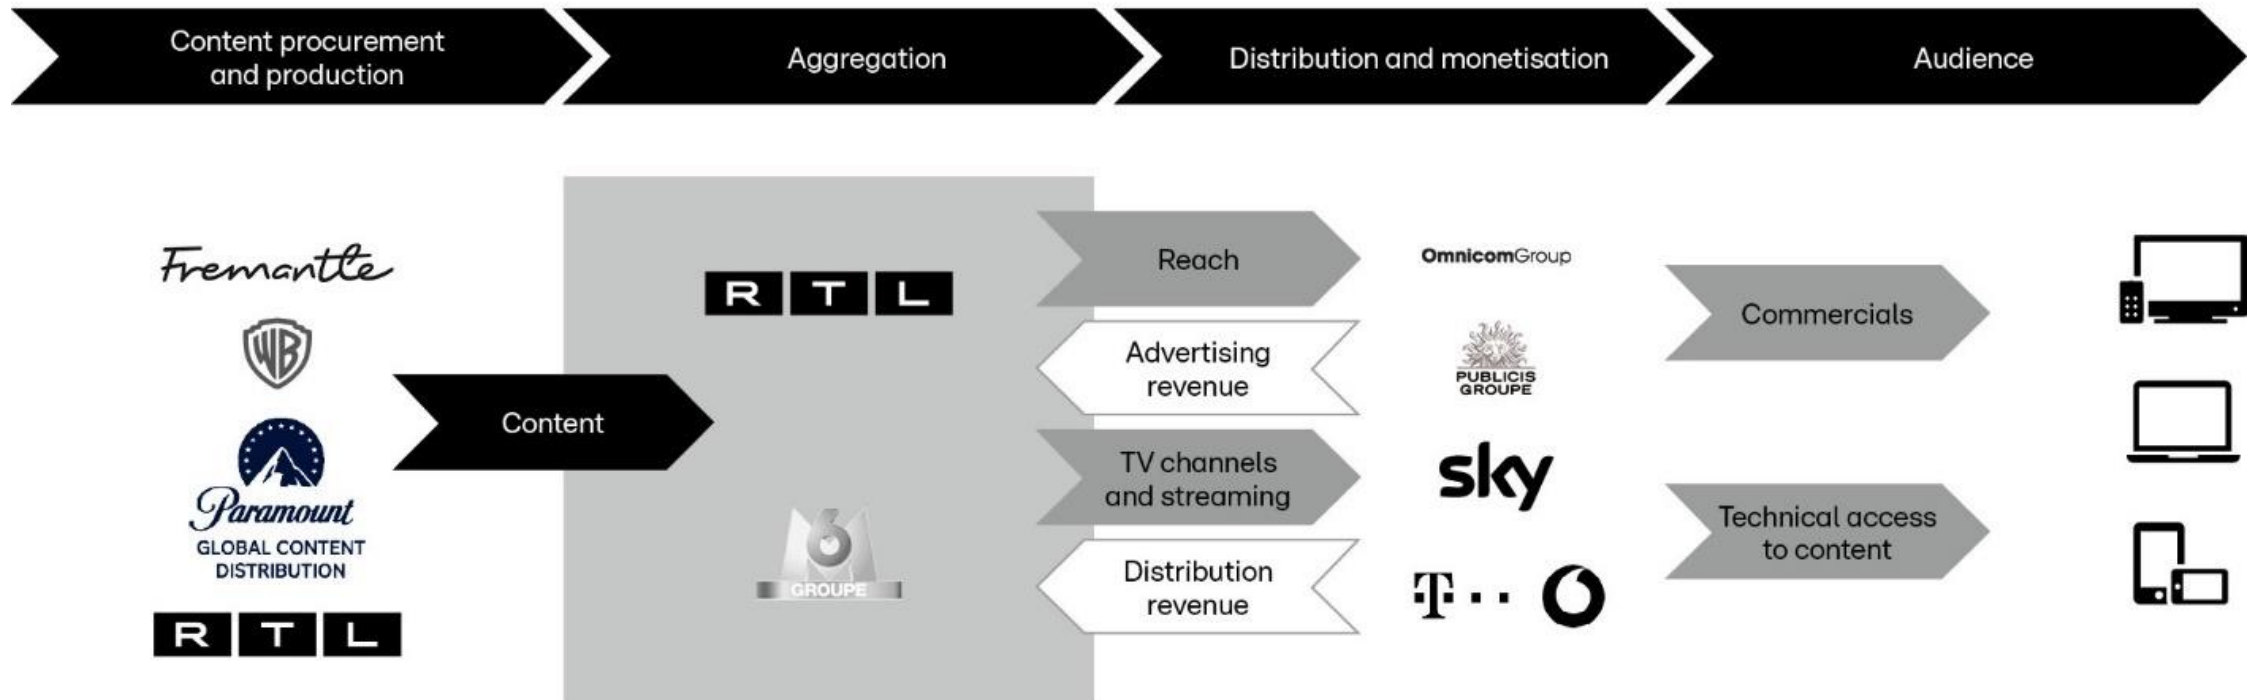 Content procurement
and production
Aggregation
Distribution and monetisation
Audience
Fremantle
WB
Paramount
GLOBAL CONTENT
DISTRIBUTION
RTL
Content
RTL
M6
GROUPE
Reach
Advertising
revenue
TV channels
and streaming
Distribution
revenue
OmnicomGroup
PUBLICIS
GROUPE
sky
T
Commercials
Technical access
to content